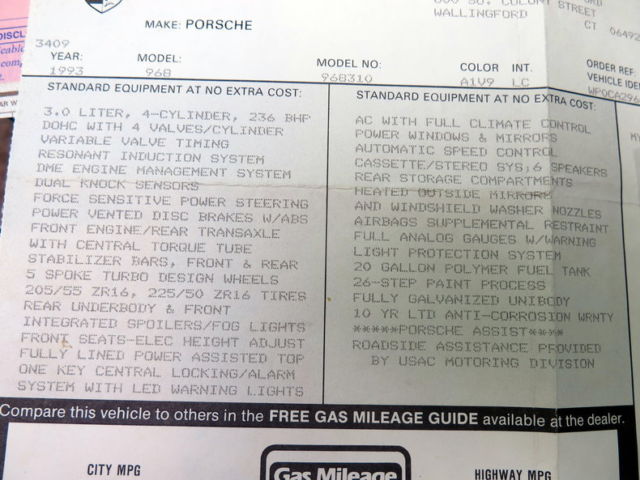 STREET
WALLINGFORD
CT 06492
MAKE: PORSCHE
3409
YEAR: MODEL: MODEL NO: COLOR INT.
1993 968 968310 A1V9 LC
ORDER REF
VEHICLE IDE
STANDARD EQUIPMENT AT NO EXTRA COST:
3.0 LITER, 4-CYLINDER, 236 BHP
DOHC WITH 4 VALVES/CYLINDER
VARIABLE VALVE TIMING
RESONANT INDUCTION SYSTEM
DME ENGINE MANAGEMENT SYSTEM
DUAL KNOCK SENSORS
FORCE SENSITIVE POWER STEERING
POWER VENTED DISC BRAKES W/ABS
FRONT ENGINE/REAR TRANSAXLE
WITH CENTRAL TORQUE TUBE
STABILIZER BARS, FRONT & REAR
5 SPOKE TURBO DESIGN WHEELS
205/55 ZR16, 225/50 ZR16 TIRES
REAR UNDERBODY & FRONT
INTEGRATED SPOILERS/FOG LIGHTS
FRONT SEATS-ELEC HEIGHT ADJUST
FULLY LINED POWER ASSISTED TOP
ONE KEY CENTRAL LOCKING/ALARM
SYSTEM WITH LED WARNING LIGHTS
STANDARD EQUIPMENT AT NO EXTRA COST:
AC WITH FULL CLIMATE CONTROL
POWER WINDOWS & MIRRORS
AUTOMATIC SPEED CONTROL
CASSETTE/STEREO SYS;6 SPEAKERS
REAR STORAGE COMPARTMENTS
HEATED OUTSIDE MIRRORS
AND WINDSHIELD WASHER NOZZLES
AIRBAGS SUPPLEMENTAL RESTRAINT
FULL ANALOG GAUGES W/WARNING
LIGHT PROTECTION SYSTEM
20 GALLON POLYMER FUEL TANK
26-STEP PAINT PROCESS
FULLY GALVANIZED UNIBODY
10 YR LTD ANTI-CORROSION WRNTY
*****PORSCHE ASSIST*****
ROADSIDE ASSISTANCE PROVIDED
BY USAC MOTORING DIVISION
Compare this vehicle to others in the FREE GAS MILEAGE GUIDE available at the dealer.
CITY MPG Gas Mileage HIGHWAY MPG